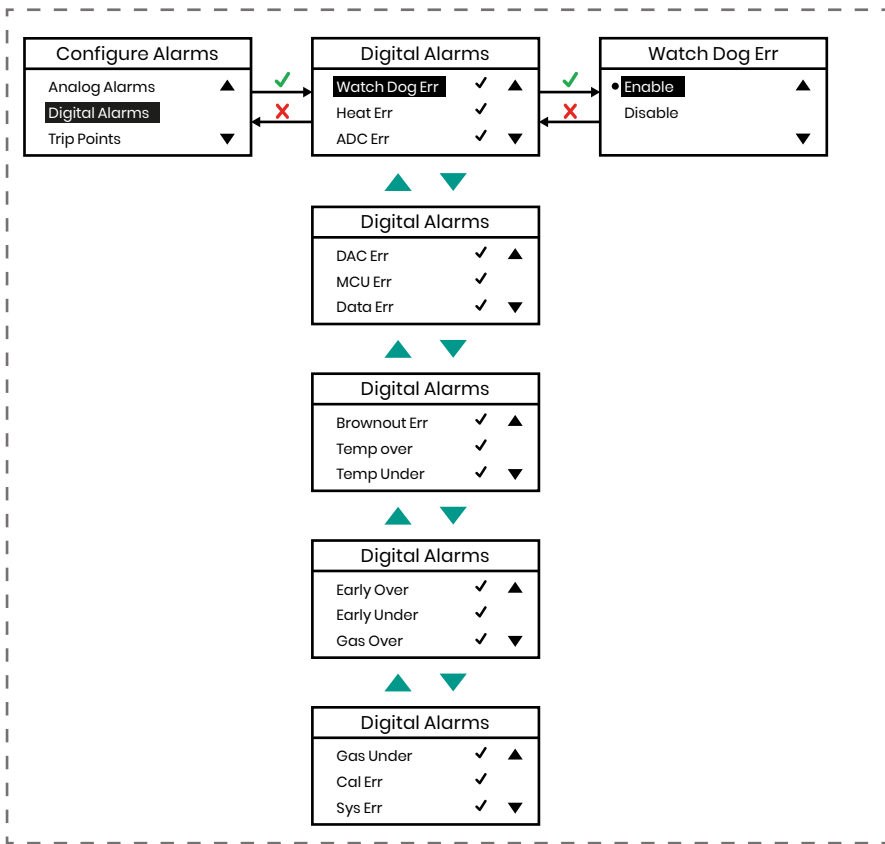 Configure Alarms
Analog Alarms
Digital Alarms
Trip Points
Digital Alarms
Watch Dog Err
Heat Err
ADC Err
Watch Dog Err
Enable
Disable
Digital Alarms
DAC Err
MCU Err
Data Err
Digital Alarms
Brownout Err
Temp over
Temp Under
Digital Alarms
Early Over
Early Under
Gas Over
Digital Alarms
Gas Under
Cal Err
Sys Err